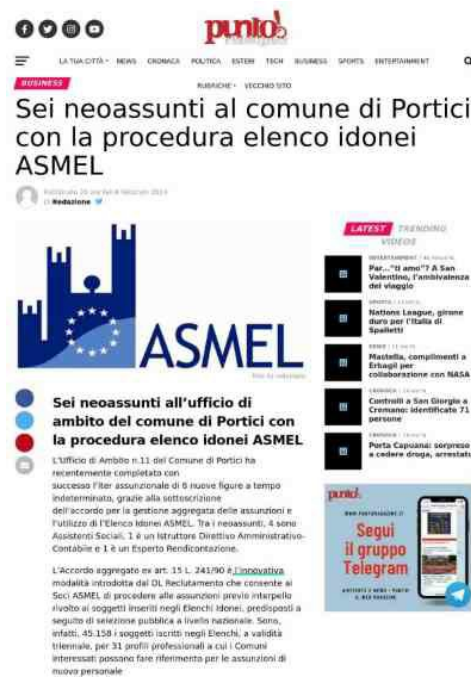 punto!
LA TUA CITTÀ NEWS CRONACA POLITICA ESTERI TECH BUSINESS SPORTS ENTERTAINMENT
BUSINESS
RUBRICHE VECCHIO SITO
Sei neoassunti al comune di Portici
con la procedura elenco idonei
ASMEL
Redazione
ASMEL
Sei neoassunti all'ufficio di
ambito del comune di Portici con
la procedura elenco idonei ASMEL
L'Ufficio di Ambito n.11 del Comune di Portici ha
recentemente completato con
successo l'iter assunzionale di 6 nuove figure a tempo
indeterminato, grazie alla sottoscrizione
dell'accordo per la gestione aggregata delle assunzioni e
l'utilizzo di l'Elenco Idonei ASMEL. Tra i neoassunti, 4 sono
Assistenti Sociali, 1 è un Istruttore Direttivo Amministrativo-
Contabile e 1 è un Esperto Rendicontazione.
L'Accordo aggregato ex art. 15 L. 241/90 è l'innovativa
modalità introdotta dal DL Reclutamento che consente ai
Soci ASMEL di procedere alle assunzioni previo interpello
rivolto ai soggetti inseriti negli Elenchi Idonei, predisposti a
seguito di selezione pubblica a livello nazionale. Sono,
infatti, 45.158 i soggetti iscritti negli Elenchi, a validità
triennale, per 31 profili professionali a cui i Comuni
interessati possono fare riferimento per le assunzioni di
nuovo personale
LATEST TRENDING
VIDEOS
Par..."ti amo"? A San
Valentino, l'ambivalenza
del viaggio
Nations League, girone
duro per l'Italia di
Spalletti
Mastella, complimenti a
Erbagil per
collaborazione con NASA
Controlli a San Giorgio a
Cremano: identificate 71
persone
Porta Capuana: sorpreso
a cedere droga, arrestato
punto!
WWW.PUNTOMAGAZINE.IT
Segui
il gruppo
Telegram